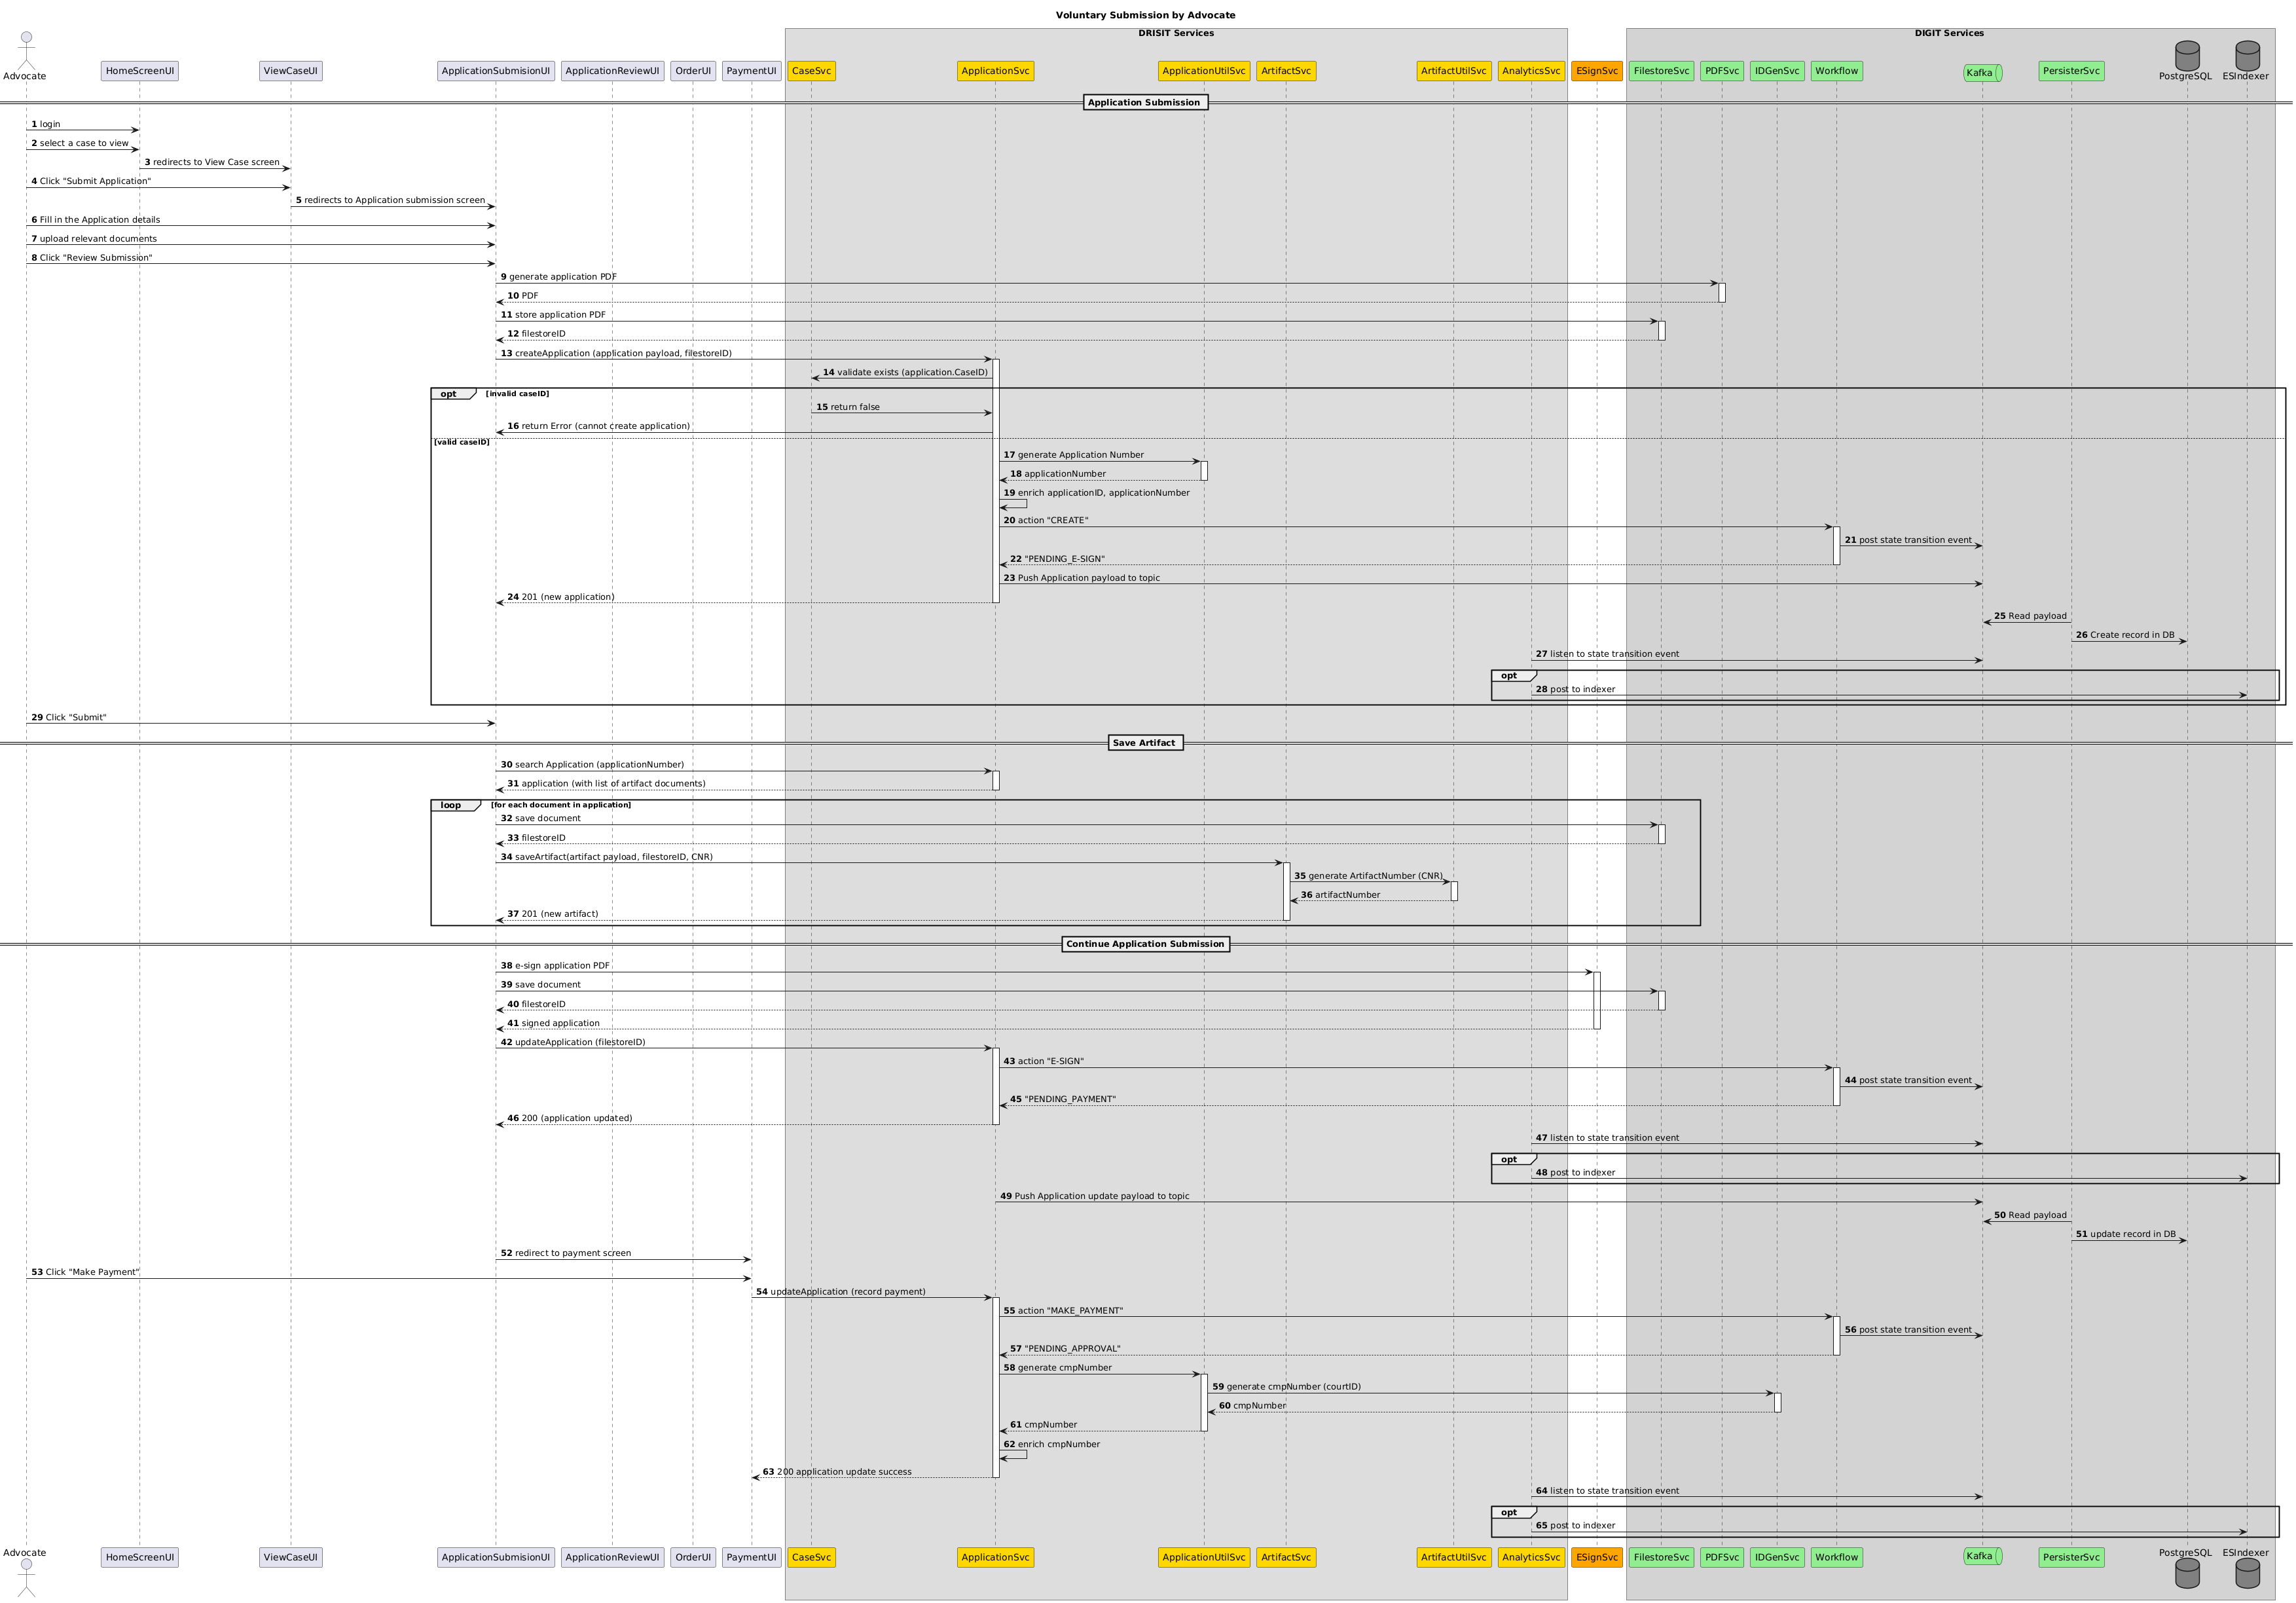 Voluntary Submission by Advocate
DRISIT Services
DIGIT Services
Advocate
HomeScreenUI
ViewCaseUI
ApplicationSubmisionUI
ApplicationReviewUI
OrderUI
PaymentUI
CaseSvc
ApplicationSvc
ApplicationUtilSvc
ArtifactSvc
ArtifactUtilSvc
AnalyticsSvc
ESignSvc
FilestoreSvc
PDFSvc
IDGenSvc
Workflow
Kafka
PersisterSvc
PostgreSQL
ESIndexer
Application Submission
1 login
2 select a case to view
3 redirects to View Case screen
4 Click "Submit Application"
5 redirects to Application submission screen
6 Fill in the Application details
7 upload relevant documents
8 Click "Review Submission"
9 generate application PDF
10 PDF
11 store application PDF
12 filestoreID
13 createApplication (application payload, filestoreID)
14 validate exists (application.CaseID)
opt [invalid caseID]
15 return false
16 return Error (cannot create application)
[valid caseID]
17 generate Application Number
18 applicationNumber
19 enrich applicationID, applicationNumber
20 action "CREATE"
21 post state transition event
22 "PENDING_E-SIGN"
23 Push Application payload to topic
24 201 (new application)
25 Read payload
26 Create record in DB
27 listen to state transition event
opt
28 post to indexer
29 Click "Submit"
Save Artifact
30 search Application (applicationNumber)
31 application (with list of artifact documents)
loop [for each document in application]
32 save document
33 filestoreID
34 saveArtifact(artifact payload, filestoreID, CNR)
35 generate ArtifactNumber (CNR)
36 artifactNumber
37 201 (new artifact)
Continue Application Submission
38 e-sign application PDF
39 save document
40 filestoreID
41 signed application
42 updateApplication (filestoreID)
43 action "E-SIGN"
44 post state transition event
45 "PENDING_PAYMENT"
46 200 (application updated)
47 listen to state transition event
opt
48 post to indexer
49 Push Application update payload to topic
50 Read payload
51 update record in DB
52 redirect to payment screen
53 Click "Make Payment"
54 updateApplication (record payment)
55 action "MAKE_PAYMENT"
56 post state transition event
57 "PENDING_APPROVAL"
58 generate cmpNumber
59 generate cmpNumber (courtID)
60 cmpNumber
61 cmpNumber
62 enrich cmpNumber
63 200 application update success
64 listen to state transition event
opt
65 post to indexer
Advocate
HomeScreenUI
ViewCaseUI
ApplicationSubmisionUI
ApplicationReviewUI
OrderUI
PaymentUI
CaseSvc
ApplicationSvc
ApplicationUtilSvc
ArtifactSvc
ArtifactUtilSvc
AnalyticsSvc
ESignSvc
FilestoreSvc
PDFSvc
IDGenSvc
Workflow
Kafka
PersisterSvc
PostgreSQL
ESIndexer